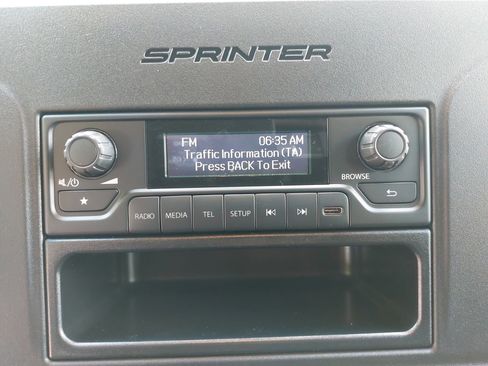 SPRINTER
FM 06:35 AM
Traffic Information (TA)
Press BACK To Exit
BROWSE
RADIO MEDIA TEL SETUP